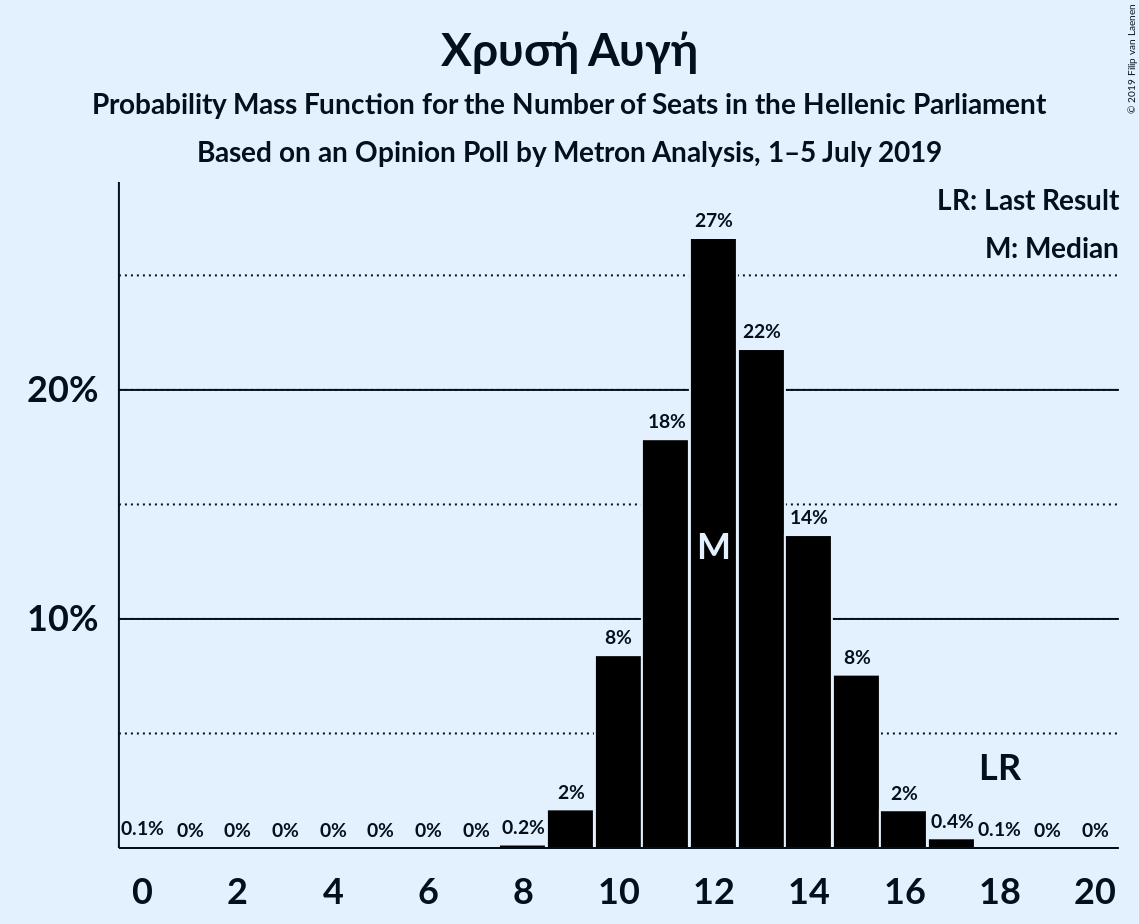 Χρυσή Αυγή
Probability Mass Function for the Number of Seats in the Hellenic Parliament
Based on an Opinion Poll by Metron Analysis, 1–5 July 2019
© 2019 Filip van Laenen
LR: Last Result
M: Median
27%
22%
20%
18%
14%
M
10%
8%
8%
LR
2%
2%
0.1% 0% 0% 0% 0% 0% 0% 0% 0.2% 0.4% 0.1% 0% 0%
0 2 4 6 8 10 12 14 16 18 20